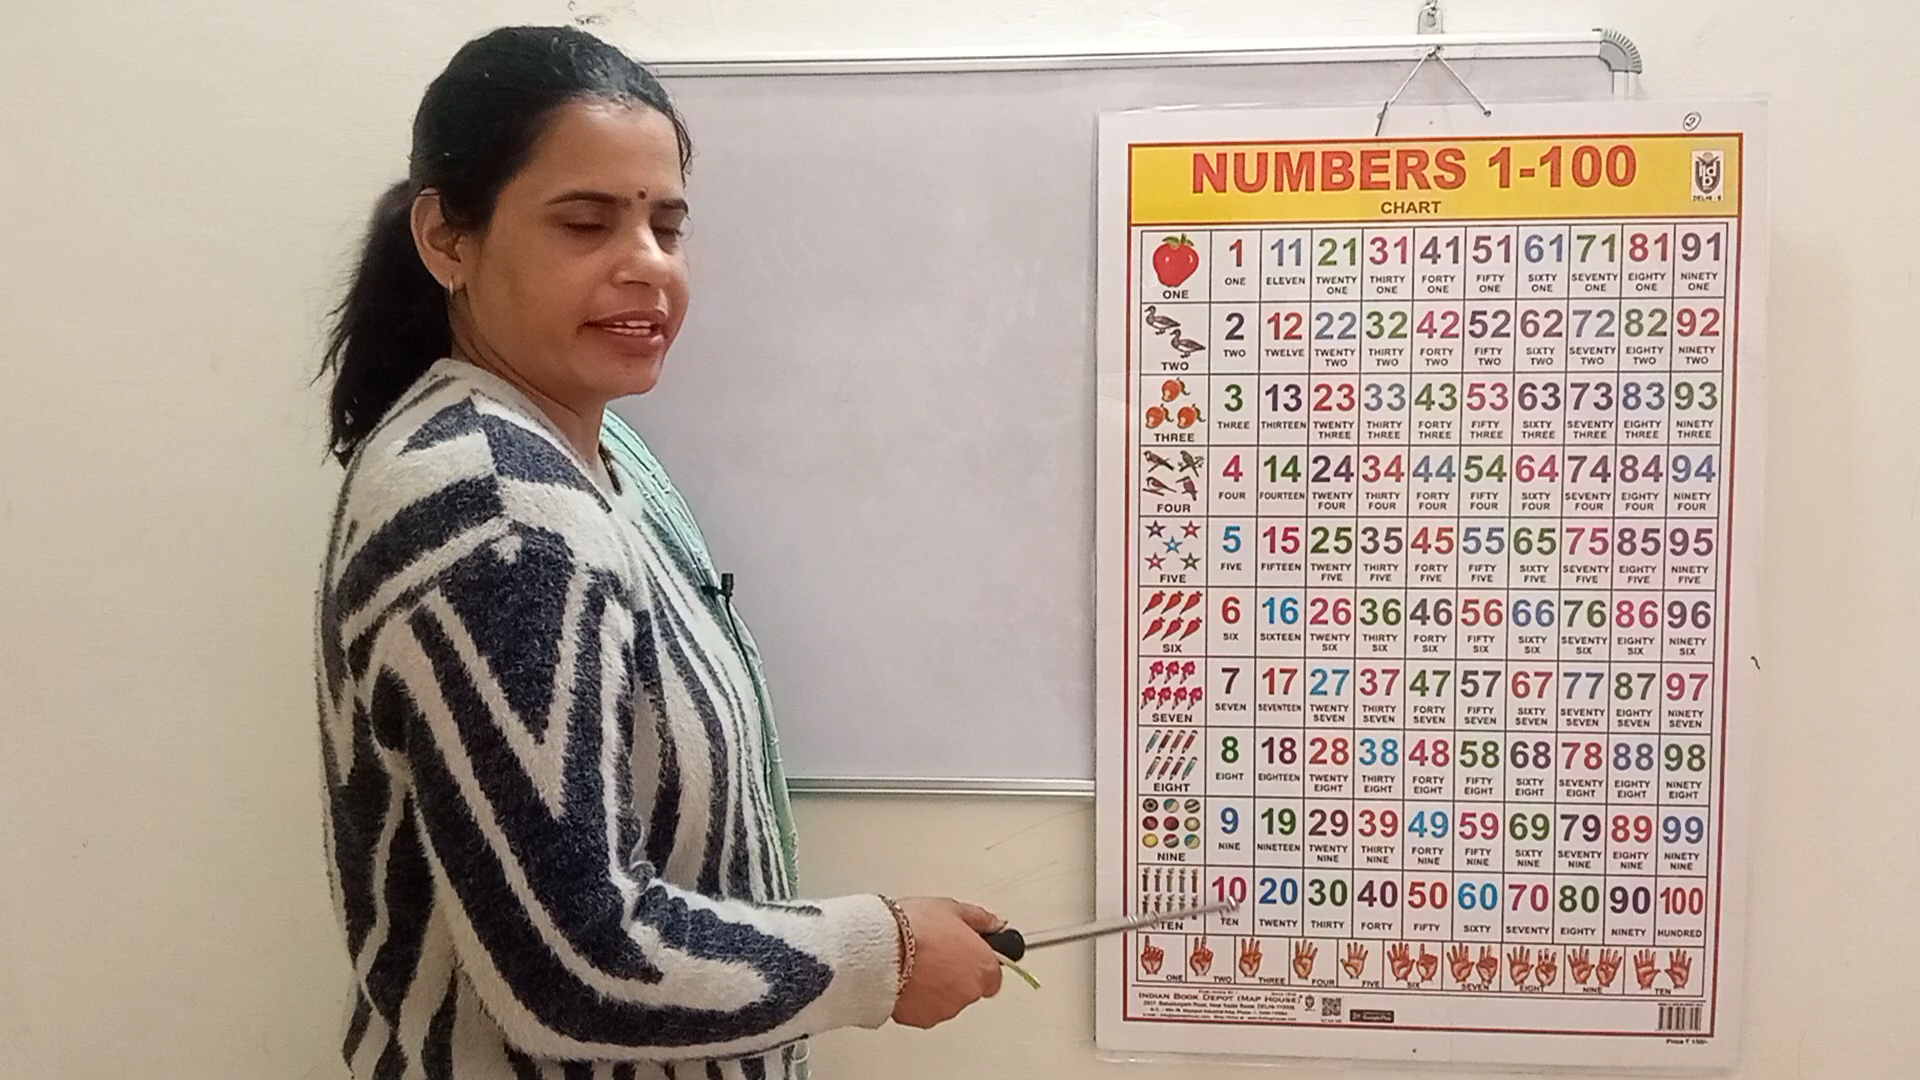 2
NUMBERS 1-100
CHART
DELHI-6
ONE 1 11 21 31 41 51 61 71 81 91
ONE ELEVEN TWENTY ONE THIRTY ONE FORTY ONE FIFTY ONE SIXTY ONE SEVENTY ONE EIGHTY ONE NINETY ONE
TWO 2 12 22 32 42 52 62 72 82 92
TWO TWELVE TWENTY TWO THIRTY TWO FORTY TWO FIFTY TWO SIXTY TWO SEVENTY TWO EIGHTY TWO NINETY TWO
THREE 3 13 23 33 43 53 63 73 83 93
THREE THIRTEEN TWENTY THREE THIRTY THREE FORTY THREE FIFTY THREE SIXTY THREE SEVENTY THREE EIGHTY THREE NINETY THREE
FOUR 4 14 24 34 44 54 64 74 84 94
FOUR FOURTEEN TWENTY FOUR THIRTY FOUR FORTY FOUR FIFTY FOUR SIXTY FOUR SEVENTY FOUR EIGHTY FOUR NINETY FOUR
FIVE 5 15 25 35 45 55 65 75 85 95
FIVE FIFTEEN TWENTY FIVE THIRTY FIVE FORTY FIVE FIFTY FIVE SIXTY FIVE SEVENTY FIVE EIGHTY FIVE NINETY FIVE
SIX 6 16 26 36 46 56 66 76 86 96
SIX SIXTEEN TWENTY SIX THIRTY SIX FORTY SIX FIFTY SIX SIXTY SIX SEVENTY SIX EIGHTY SIX NINETY SIX
SEVEN 7 17 27 37 47 57 67 77 87 97
SEVEN SEVENTEEN TWENTY SEVEN THIRTY SEVEN FORTY SEVEN FIFTY SEVEN SIXTY SEVEN SEVENTY SEVEN EIGHTY SEVEN NINETY SEVEN
EIGHT 8 18 28 38 48 58 68 78 88 98
EIGHT EIGHTEEN TWENTY EIGHT THIRTY EIGHT FORTY EIGHT FIFTY EIGHT SIXTY EIGHT SEVENTY EIGHT EIGHTY EIGHT NINETY EIGHT
NINE 9 19 29 39 49 59 69 79 89 99
NINE NINETEEN TWENTY NINE THIRTY NINE FORTY NINE FIFTY NINE SIXTY NINE SEVENTY NINE EIGHTY NINE NINETY NINE
TEN 10 20 30 40 50 60 70 80 90 100
TEN TWENTY THIRTY FORTY FIFTY SIXTY SEVENTY EIGHTY NINETY HUNDRED
ONE TWO THREE FOUR FIVE SIX SEVEN EIGHT NINE TEN
INDIAN BOOK DEPOT (MAP HOUSE)